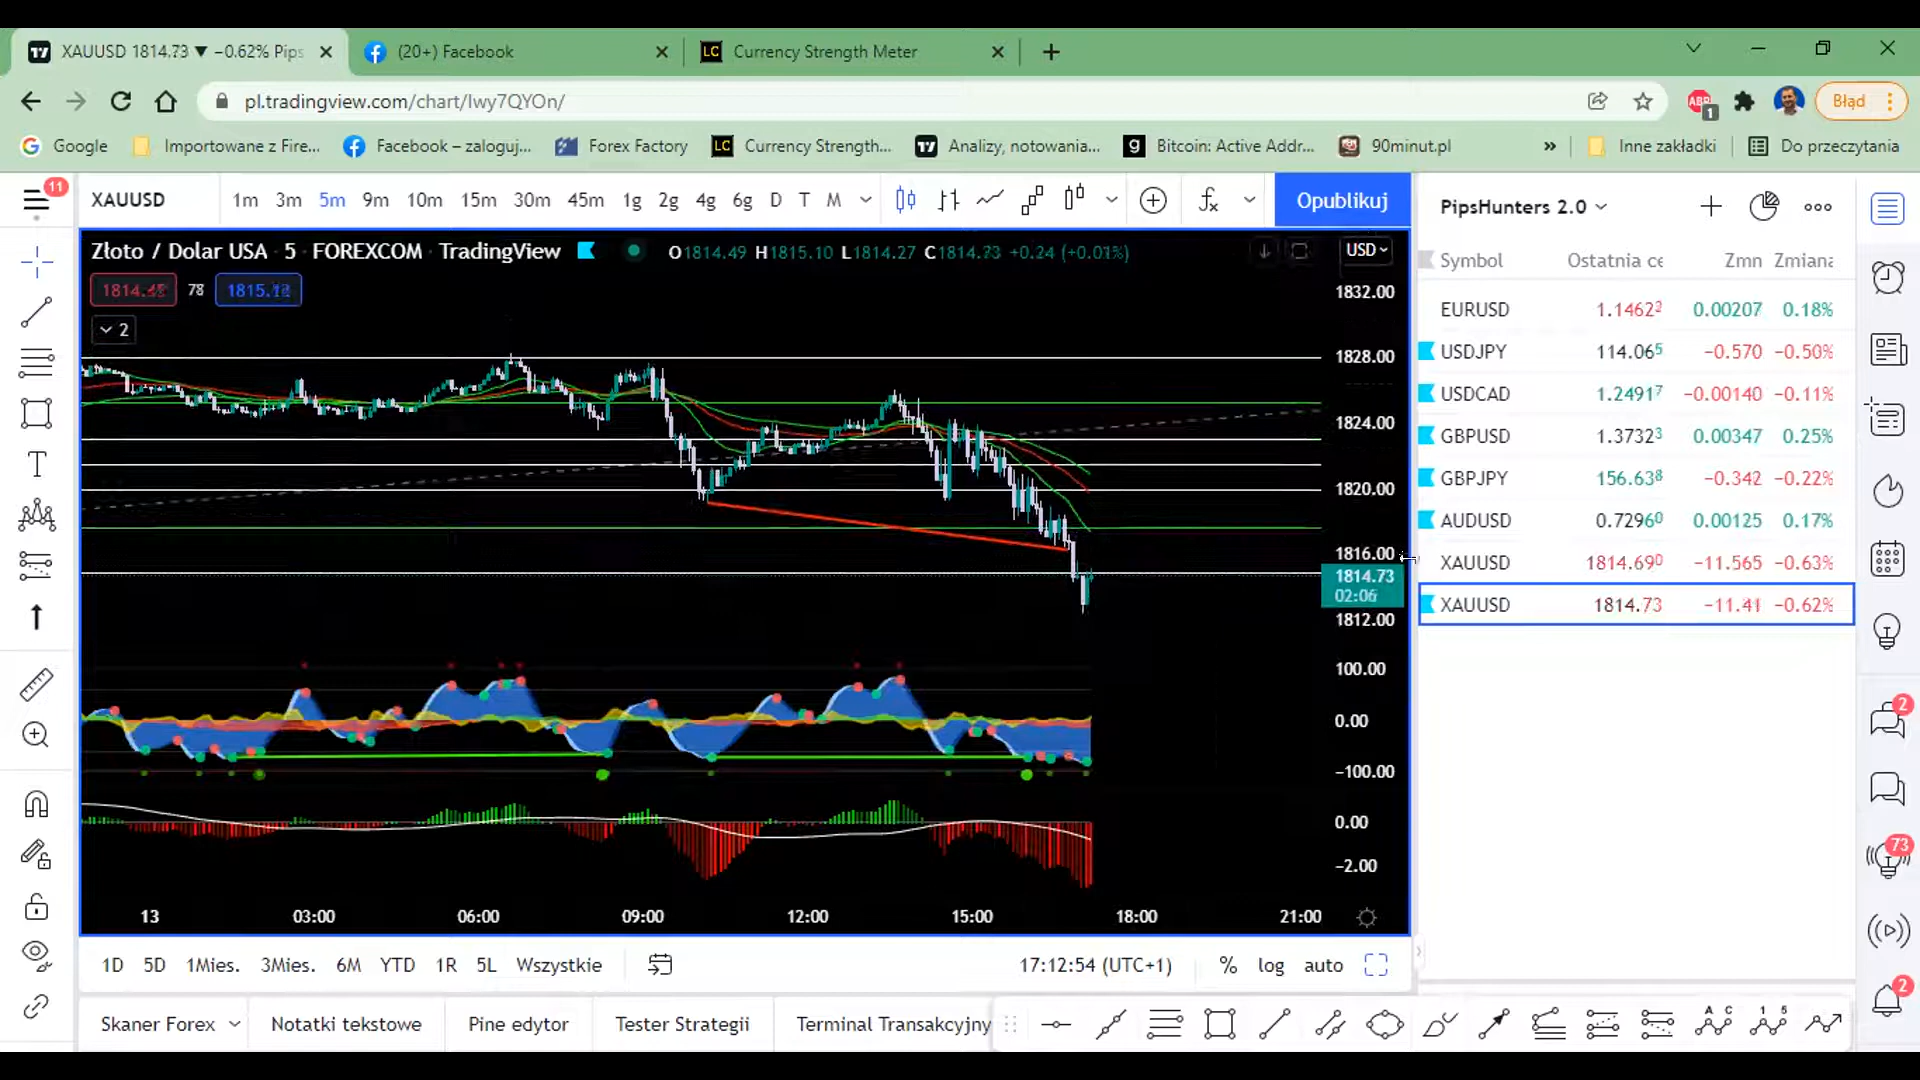 XAUUSD 1814.73 ▼ −0.62% Pips
(20+) Facebook
LC Currency Strength Meter
pl.tradingview.com/chart/Iwy7QYOn/
ABP 1
Błąd
Google Importowane z Fire... Facebook – zaloguj... Forex Factory LC Currency Strength... Analizy, notowania... g Bitcoin: Active Addr... 90minut.pl » Inne zakładki Do przeczytania
11
XAUUSD 1m 3m 5m 9m 10m 15m 30m 45m 1g 2g 4g 6g D T M Opublikuj
Złoto / Dolar USA · 5 · FOREXCOM · TradingView O1814.49 H1815.10 L1814.27 C1814.73 +0.24 (+0.01%) USD
78
2
1832.00
1828.00
1824.00
1820.00
1816.00
1814.73
02:06
1812.00
100.00
0.00
−100.00
0.00
−2.00
13 03:00 06:00 09:00 12:00 15:00 18:00 21:00
1D 5D 1Mies. 3Mies. 6M YTD 1R 5L Wszystkie 17:12:54 (UTC+1) % log auto
Skaner Forex Notatki tekstowe Pine edytor Tester Strategii Terminal Transakcyjny
PipsHunters 2.0
Symbol Ostatnia ce Zmn Zmiana
EURUSD 1.14622 0.00207 0.18%
USDJPY 114.065 −0.570 −0.50%
USDCAD 1.24917 −0.00140 −0.11%
GBPUSD 1.37323 0.00347 0.25%
GBPJPY 156.638 −0.342 −0.22%
AUDUSD 0.72960 0.00125 0.17%
XAUUSD 1814.690 −11.565 −0.63%
XAUUSD 1814.73 −11.41 −0.62%
2
73
2